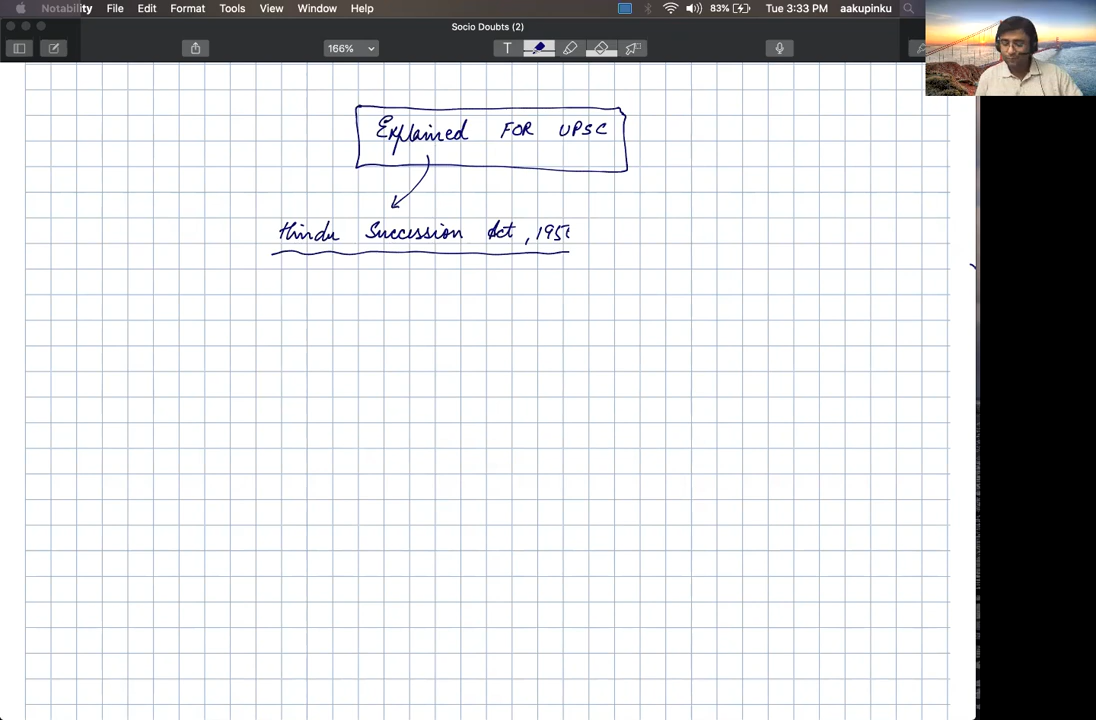 Notability File Edit Format Tools View Window Help 83% Tue 3:33 PM aakupinku
Socio Doubts (2)
166% T
Explained FOR UPSC
Hindu Succession Act, 195